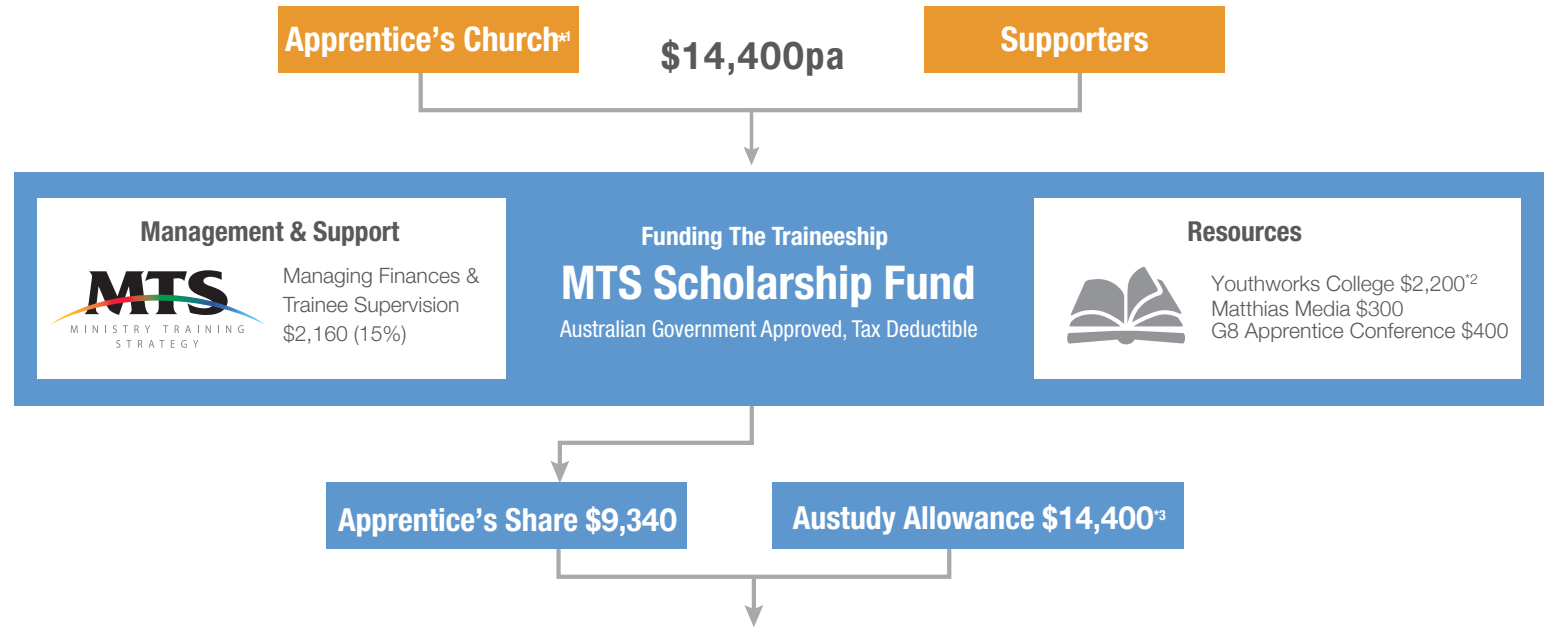 Apprentice's Church*1
$14,400pa
Supporters
Management & Support
MTS
MINISTRY TRAINING
STRATEGY
Managing Finances &
Trainee Supervision
$2,160 (15%)
Funding The Traineeship
MTS Scholarship Fund
Australian Government Approved, Tax Deductible
Resources
Youthworks College $2,200*2
Matthias Media $300
G8 Apprentice Conference $400
Apprentice's Share $9,340
Austudy Allowance $14,400*3